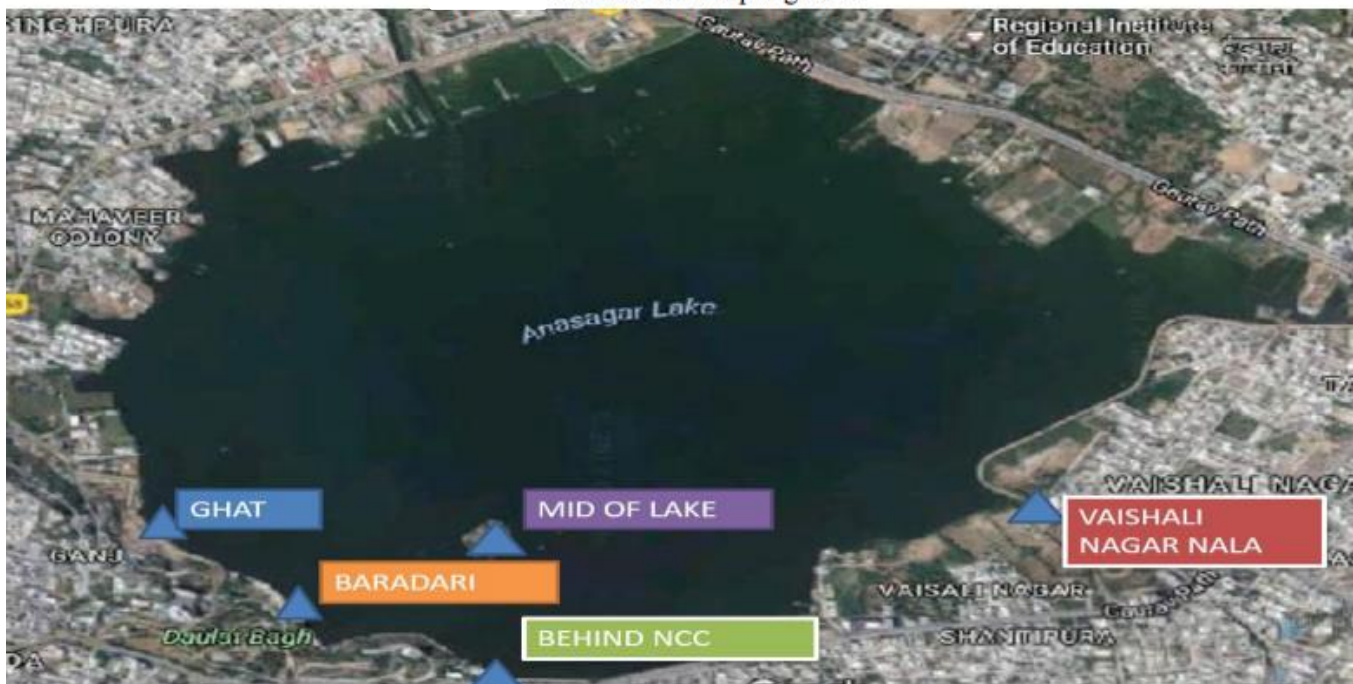 Regional Institute
of Education
Gaurav Path
MAHAVEER
COLONY
Gaurav Path
Anasagar Lake
VAISHALI NAGA
GHAT
MID OF LAKE
VAISHALI
NAGAR NALA
GANJ
BARADARI
VAISALI NAGAR
Daulat Bagh
BEHIND NCC
SHANTIPURA